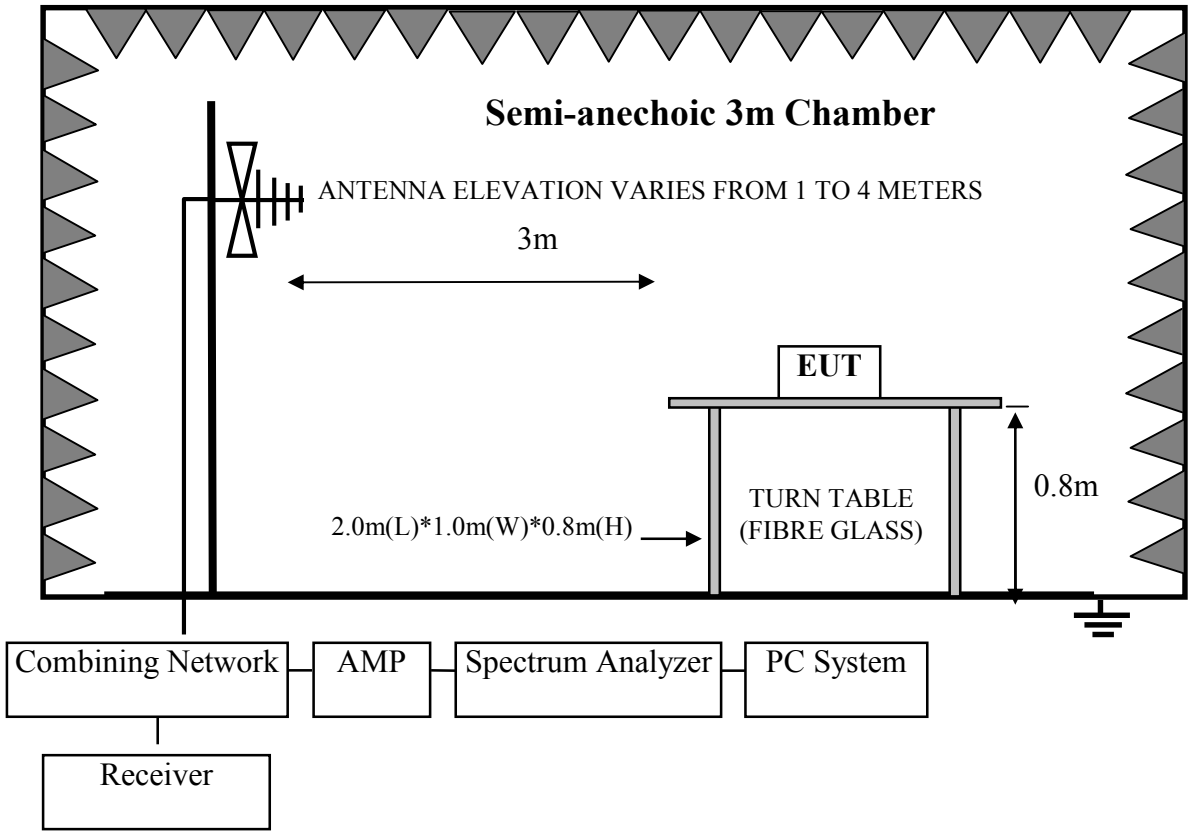 Semi-anechoic 3m Chamber
ANTENNA ELEVATION VARIES FROM 1 TO 4 METERS
3m
EUT
0.8m
TURN TABLE
(FIBRE GLASS)
2.0m(L)*1.0m(W)*0.8m(H)
Combining Network
AMP
Spectrum Analyzer
PC System
Receiver